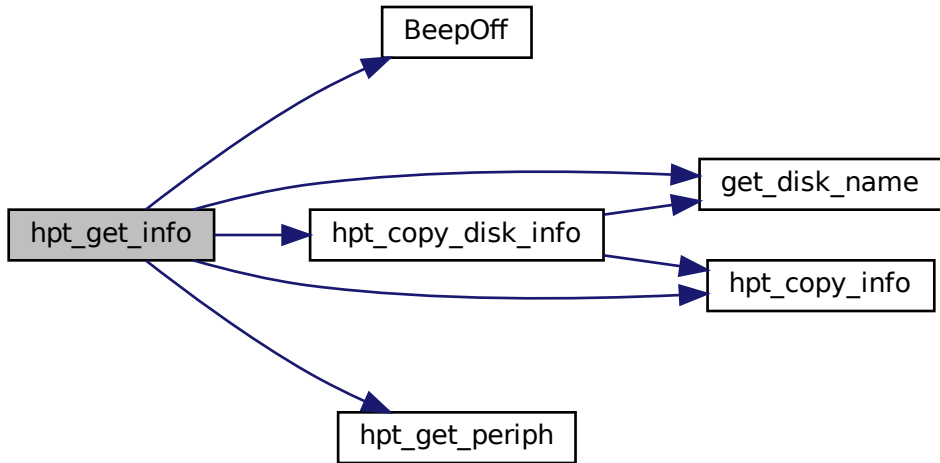 BeepOff
get_disk_name
hpt_get_info
hpt_copy_disk_info
hpt_copy_info
hpt_get_periph